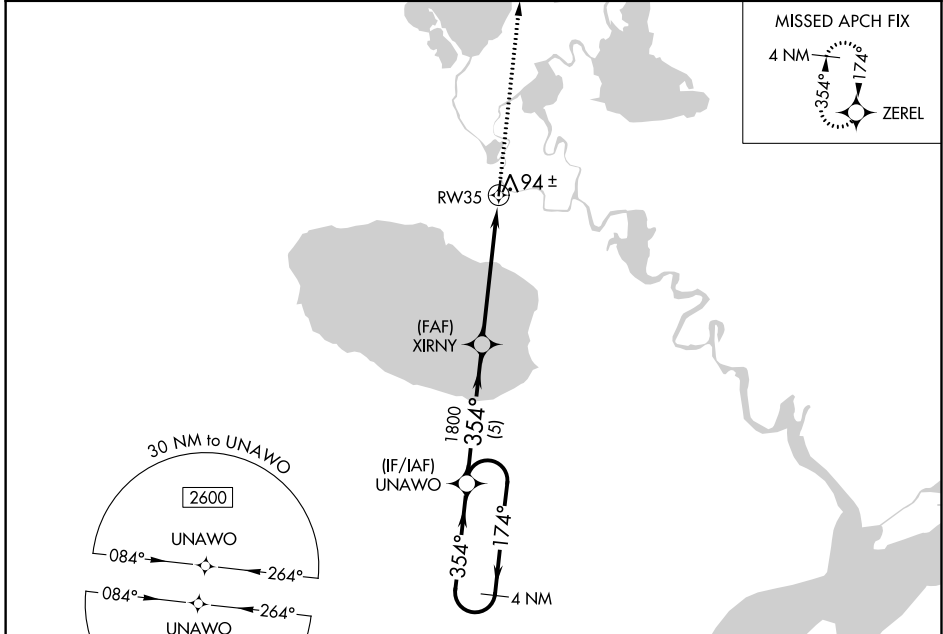 MISSED APCH FIX
4 NM
354°
174°
ZEREL
RW35
94 ±
(FAF)
XIRNY
1800
354°
(5)
(IF/IAF)
UNAWO
354°
174°
4 NM
30 NM to UNAWO
2600
UNAWO
084°
264°
084°
264°
UNAWO